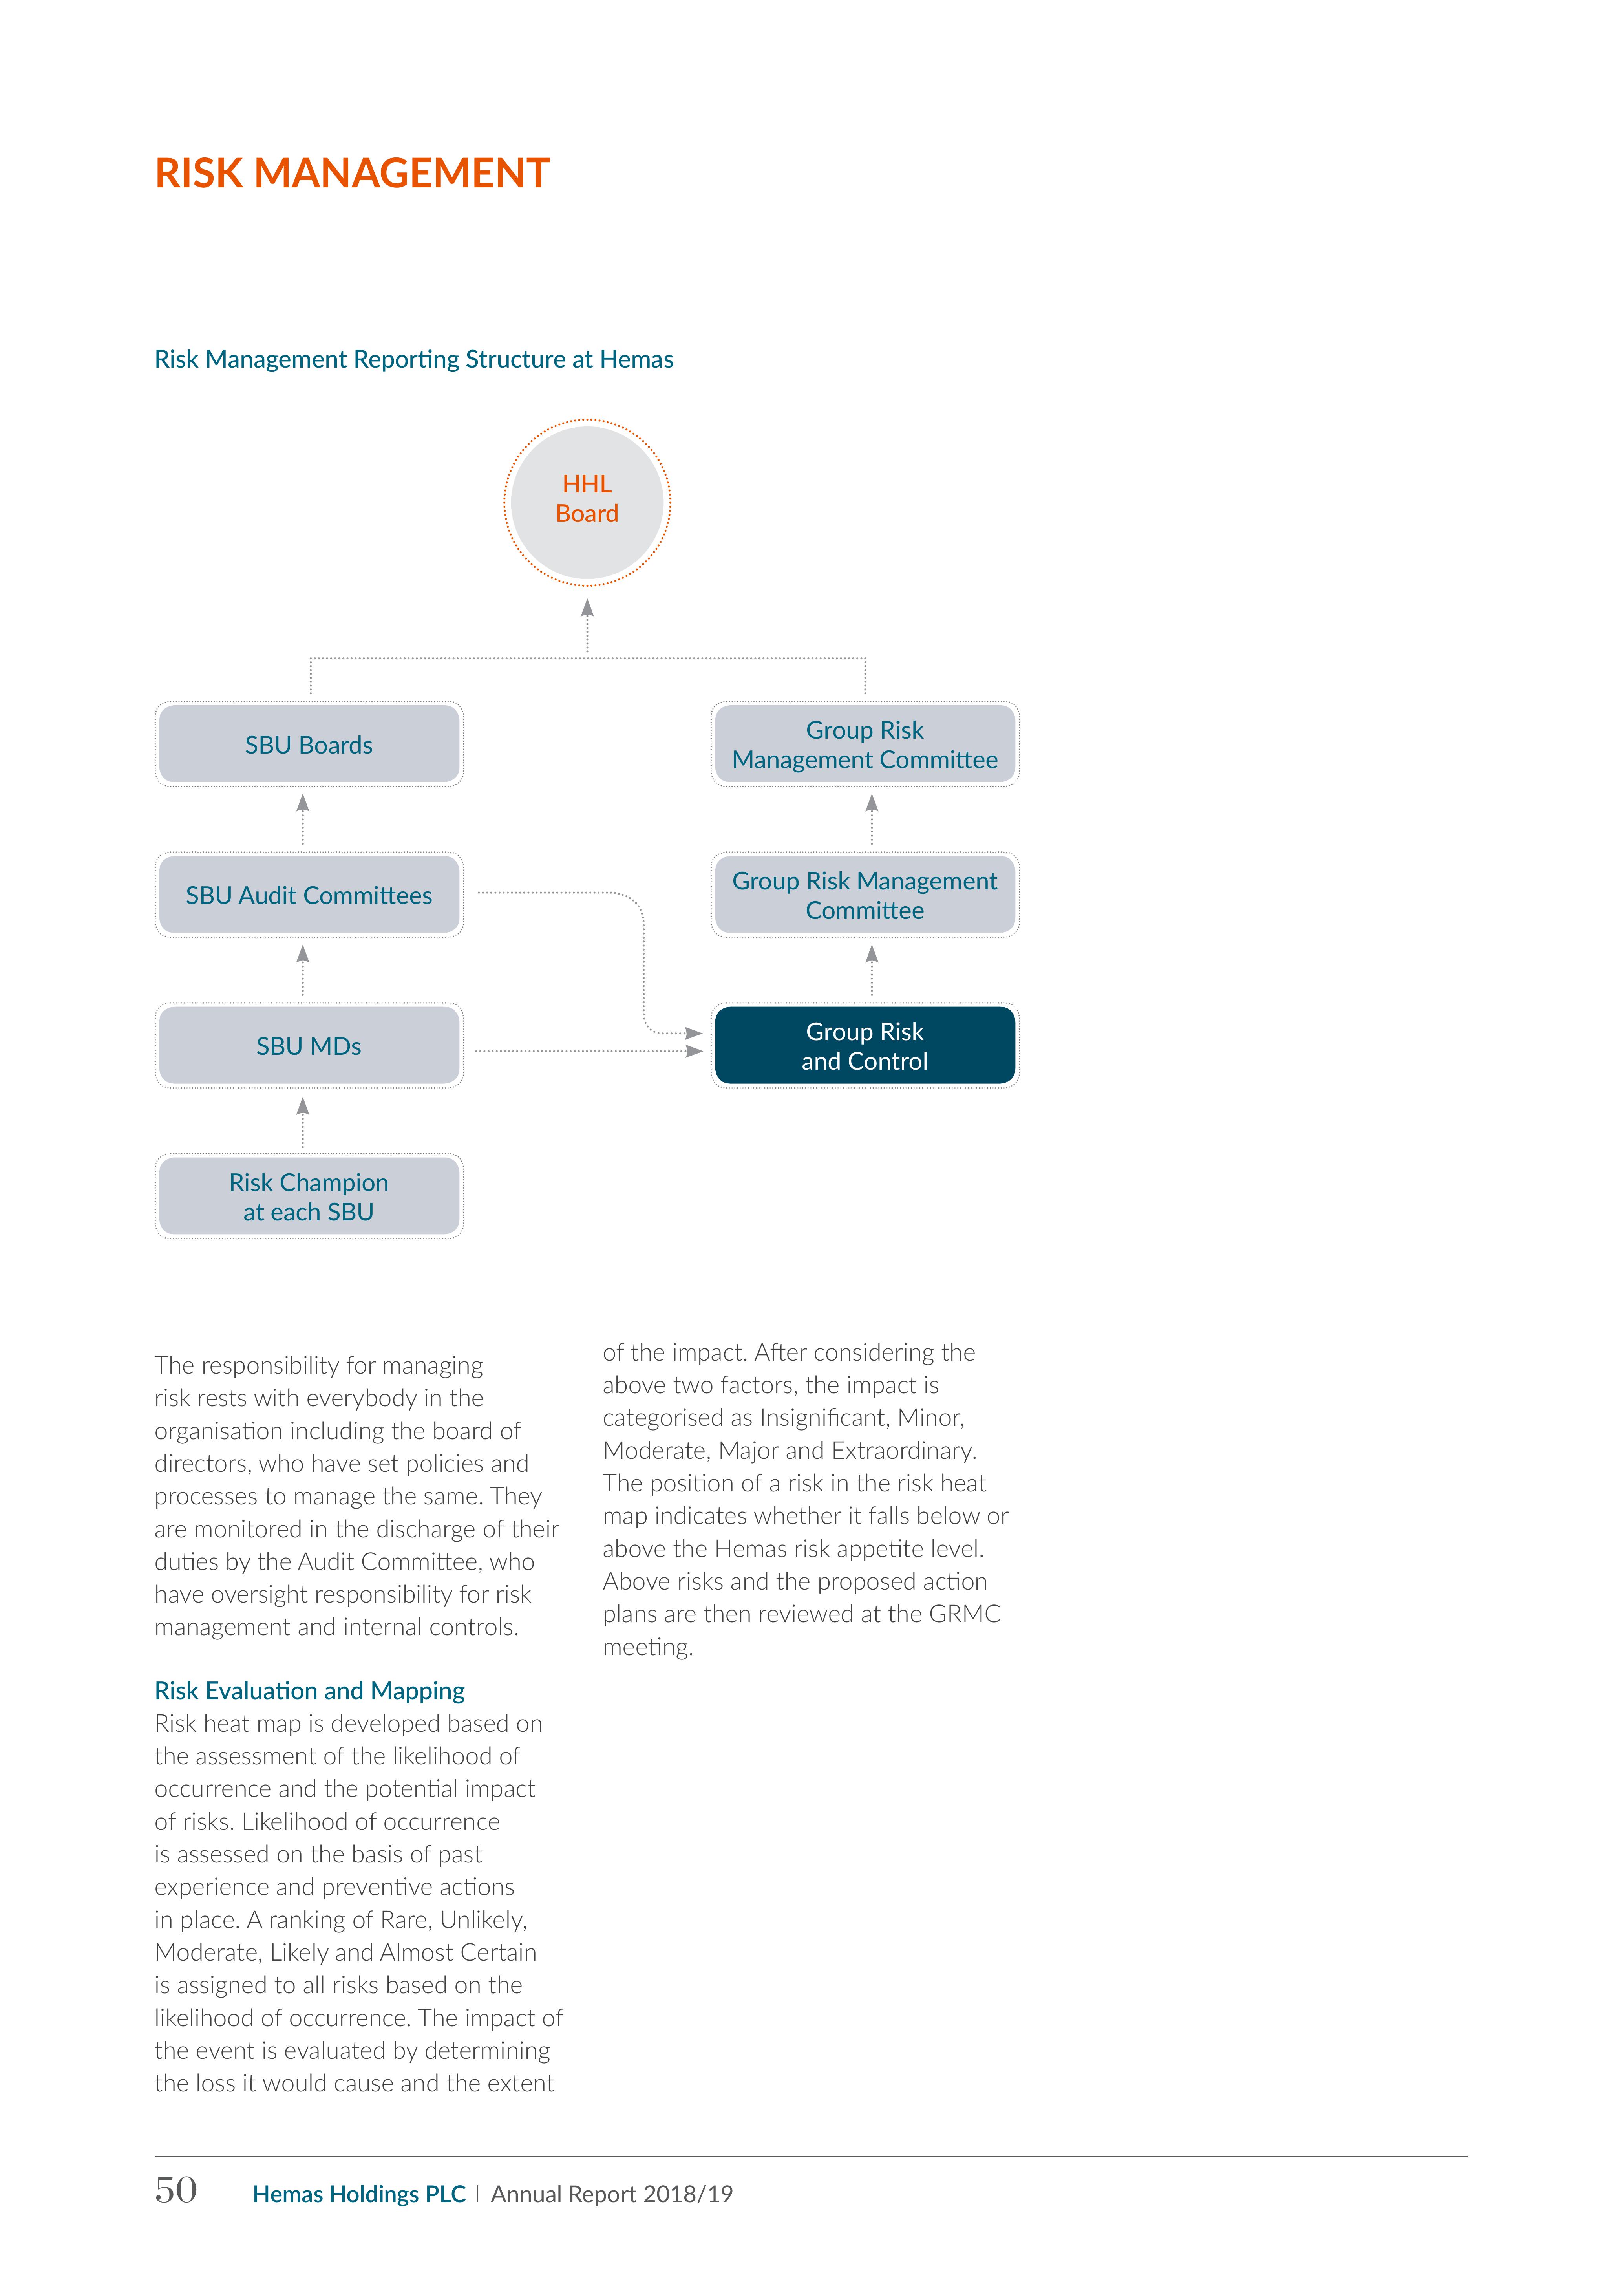 RISK MANAGEMENT
Risk Management Reporting Structure at Hemas
HHL
Board
SBU Boards
Group Risk
Management Committee
SBU Audit Committees
Group Risk Management
Committee
SBU MDs
Group Risk
and Control
Risk Champion
at each SBU
The responsibility for managing
risk rests with everybody in the
organisation including the board of
directors, who have set policies and
processes to manage the same. They
are monitored in the discharge of their
duties by the Audit Committee, who
have oversight responsibility for risk
management and internal controls.
Risk Evaluation and Mapping
Risk heat map is developed based on
the assessment of the likelihood of
occurrence and the potential impact
of risks. Likelihood of occurrence
is assessed on the basis of past
experience and preventive actions
in place. A ranking of Rare, Unlikely,
Moderate, Likely and Almost Certain
is assigned to all risks based on the
likelihood of occurrence. The impact of
the event is evaluated by determining
the loss it would cause and the extent
of the impact. After considering the
above two factors, the impact is
categorised as Insignificant, Minor,
Moderate, Major and Extraordinary.
The position of a risk in the risk heat
map indicates whether it falls below or
above the Hemas risk appetite level.
Above risks and the proposed action
plans are then reviewed at the GRMC
meeting.
50 Hemas Holdings PLC | Annual Report 2018/19